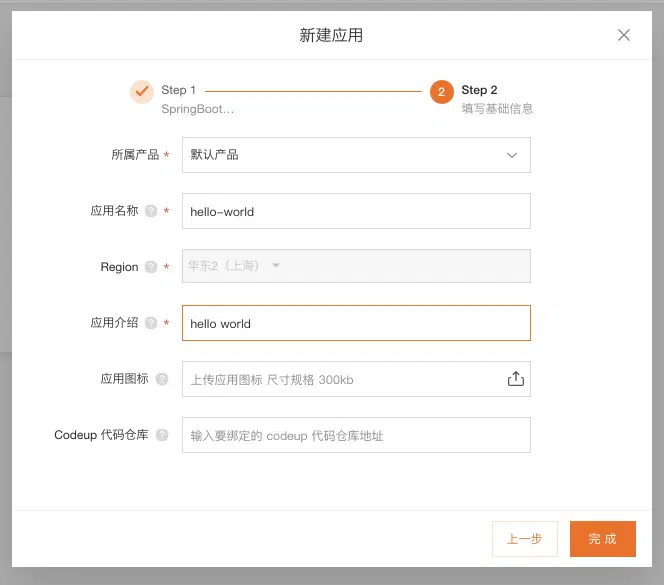 新建应用
Step 1
SpringBoot...
2
Step 2
填写基础信息
所属产品 *
默认产品
应用名称 ? *
hello-world
Region ? *
华东2（上海）
应用介绍 ? *
hello world
应用图标 ?
上传应用图标 尺寸规格 300kb
Codeup 代码仓库 ?
输入要绑定的 codeup 代码仓库地址
上一步
完 成